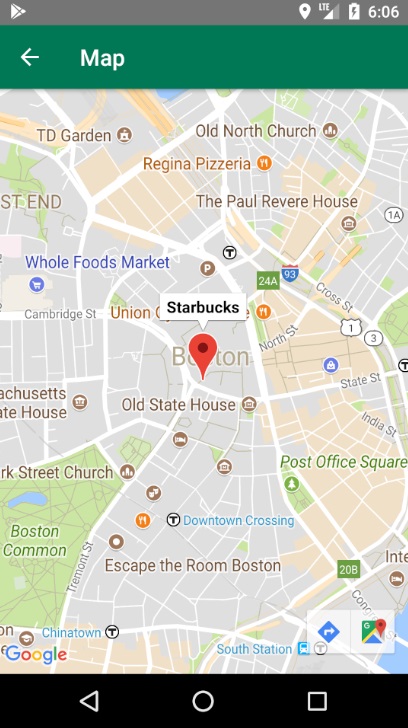 LTE
6:06
Map
TD Garden
Old North Church
Regina Pizzeria
ST END
The Paul Revere House
1A
T
Whole Foods Market
P
93
24A
Cross St
Starbucks
Cambridge St
Union O
e
North St
1
3
Boston
T
State St
achusetts
ate House
Old State House
India St
rk Street Church
Post Office Square
Boston
Common
T
Downtown Crossing
Tremont St
Escape the Room Boston
20B
Inte
G
on
Chinatown
T
Google
South Station
T